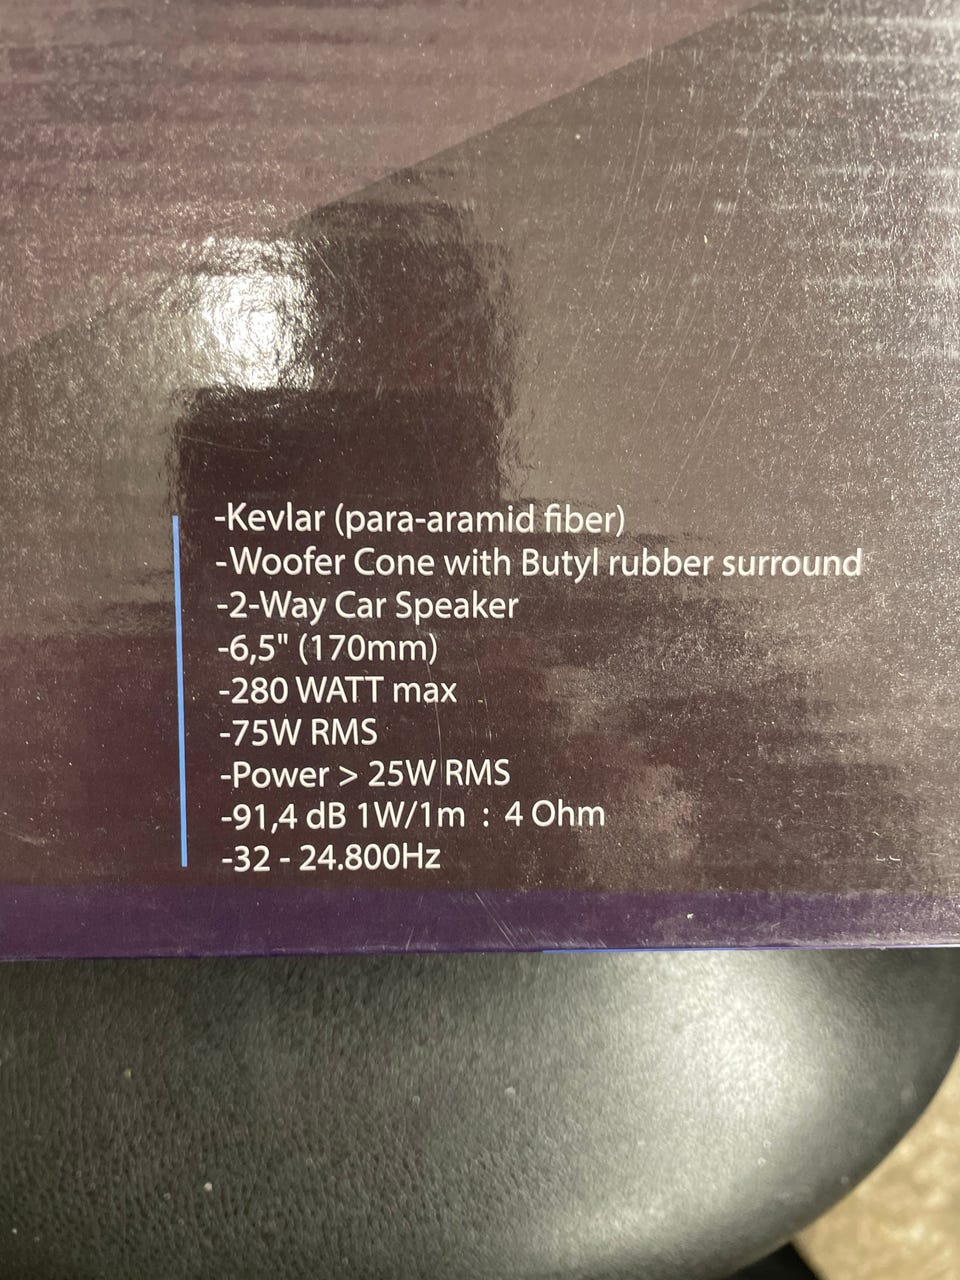 -Kevlar (para-aramid fiber)
-Woofer Cone with Butyl rubber surround
-2-Way Car Speaker
-6,5" (170mm)
-280 WATT max
-75W RMS
-Power > 25W RMS
-91,4 dB 1W/1m : 4 Ohm
-32 - 24.800Hz